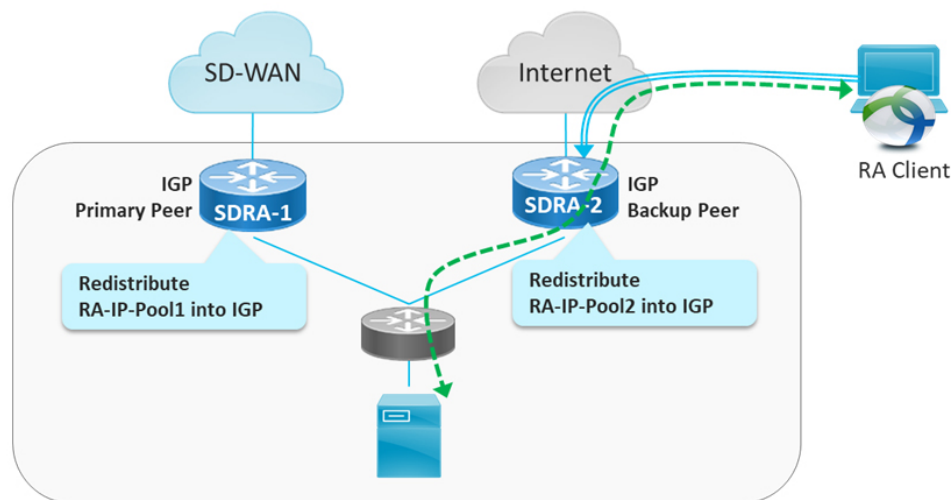 SD-WAN
Internet
RA Client
IGP
Primary Peer
SDRA-1
SDRA-2
IGP
Backup Peer
Redistribute
RA-IP-Pool1 into IGP
Redistribute
RA-IP-Pool2 into IGP